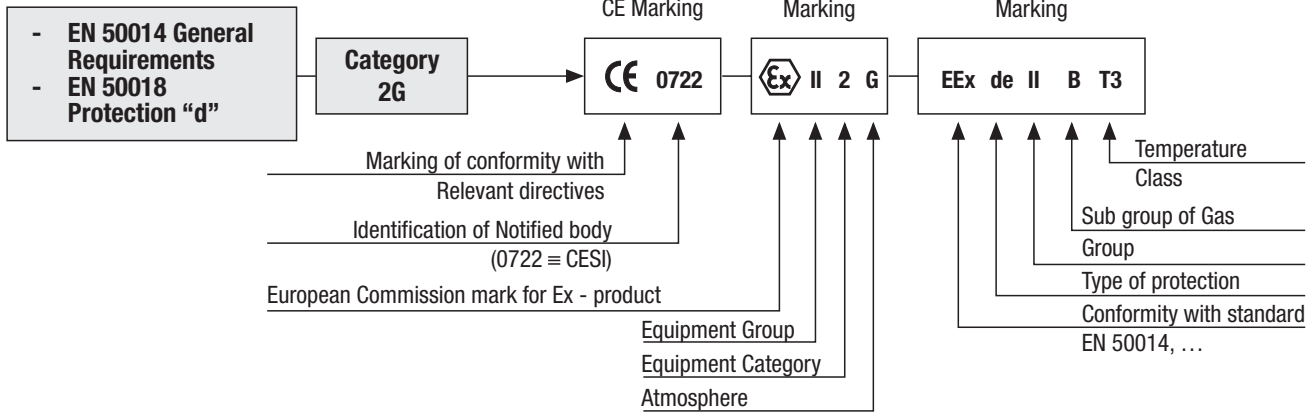 CE Marking
Marking
Marking
- EN 50014 General
Requirements
- EN 50018
Protection “d”
Category
2G
CE 0722
Ex II 2 G
EEx de II B T3
Marking of conformity with
Relevant directives
Identification of Notified body
(0722 ≡ CESI)
European Commission mark for Ex - product
Equipment Group
Equipment Category
Atmosphere
Temperature
Class
Sub group of Gas
Group
Type of protection
Conformity with standard
EN 50014, …